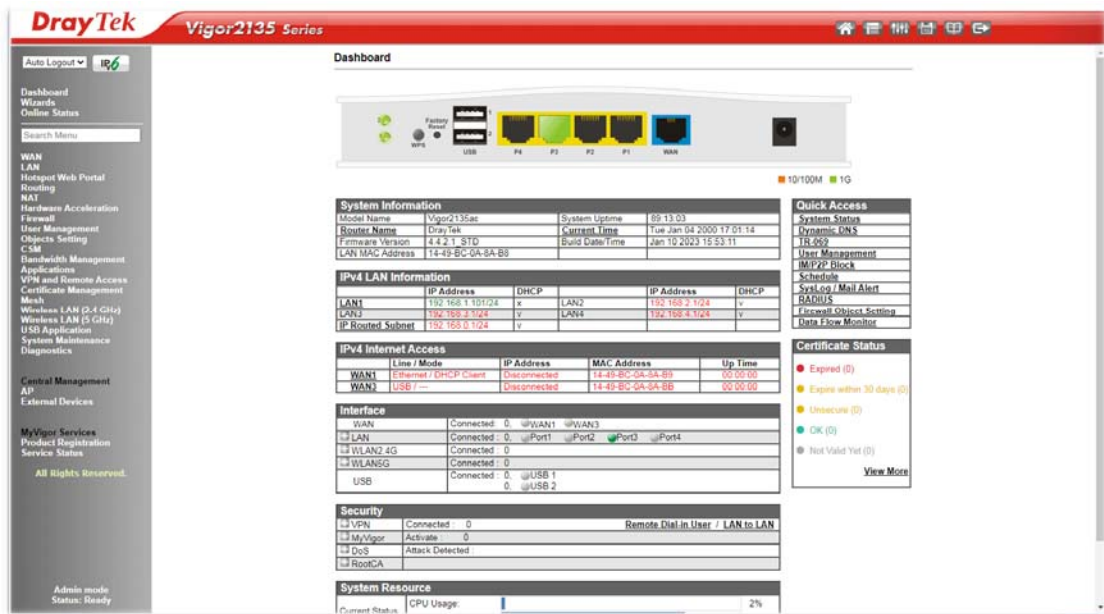 DrayTek Vigor2135 Series
Auto Logout IPv6
Dashboard
Wizards
Online Status
Search Menu
WAN
LAN
Hotspot Web Portal
Routing
NAT
Hardware Acceleration
Firewall
User Management
Objects Setting
CSM
Bandwidth Management
Applications
VPN and Remote Access
Certificate Management
Mesh
Wireless LAN (2.4 GHz)
Wireless LAN (5 GHz)
USB Application
System Maintenance
Diagnostics
Central Management
AP
External Devices
MyVigor Services
Product Registration
Service Status
All Rights Reserved.
Admin mode
Status: Ready
Dashboard
Factory Reset
WPS USB 1 2 P4 P3 P2 P1 WAN
10/100M 1G
System Information
Model Name Vigor2135ac System Uptime 89:13:03
Router Name DrayTek Current Time Tue Jan 04 2000 17:01:14
Firmware Version 4.4.2.1_STD Build Date/Time Jan 10 2023 15:53:11
LAN MAC Address 14-49-BC-0A-8A-B8
IPv4 LAN Information
IP Address DHCP IP Address DHCP
LAN1 192.168.1.101/24 x LAN2 192.168.2.1/24 v
LAN3 192.168.3.1/24 v LAN4 192.168.4.1/24 v
IP Routed Subnet 192.168.0.1/24 v
IPv4 Internet Access
Line / Mode IP Address MAC Address Up Time
WAN1 Ethernet / DHCP Client Disconnected 14-49-BC-0A-8A-B9 00:00:00
WAN3 USB / --- Disconnected 14-49-BC-0A-8A-BB 00:00:00
Interface
WAN Connected: 0, WAN1 WAN3
LAN Connected : 0, Port1 Port2 Port3 Port4
WLAN2.4G Connected : 0
WLAN5G Connected : 0
USB Connected : 0, USB 1
0, USB 2
Security
VPN Connected : 0 Remote Dial-in User / LAN to LAN
MyVigor Activate : 0
DoS Attack Detected :
RootCA
System Resource
Current Status CPU Usage: 2%
Quick Access
System Status
Dynamic DNS
TR-069
User Management
IM/P2P Block
Schedule
SysLog / Mail Alert
RADIUS
Firewall Object Setting
Data Flow Monitor
Certificate Status
Expired (0)
Expire within 30 days (0)
Unsecure (0)
OK (0)
Not Valid Yet (0)
View More